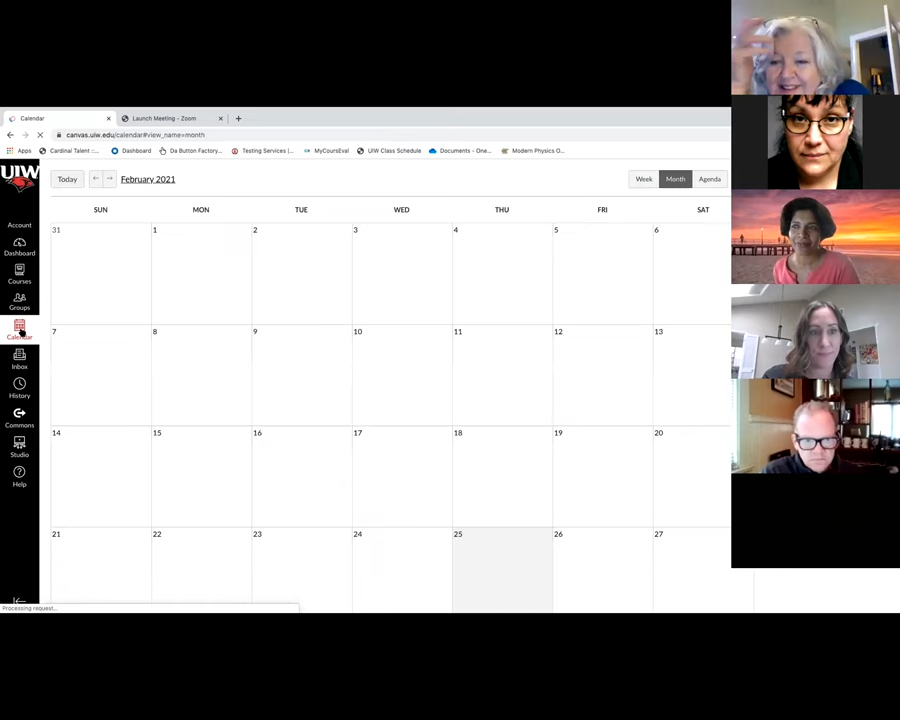 Calendar
Launch Meeting - Zoom
canvas.uiw.edu/calendar#view_name=month
Apps
Cardinal Talent ::...
Dashboard
Da Button Factory...
Testing Services |...
MyCoursEval
UIW Class Schedule
Documents - One...
Modern Physics O...
UIW
Today
February 2021
Week
Month
Agenda
SUN MON TUE WED THU FRI SAT
31 1 2 3 4 5 6
7 8 9 10 11 12 13
14 15 16 17 18 19 20
21 22 23 24 25 26 27
Account
Dashboard
Courses
Groups
Calendar
Inbox
History
Commons
Studio
Help
Processing request...